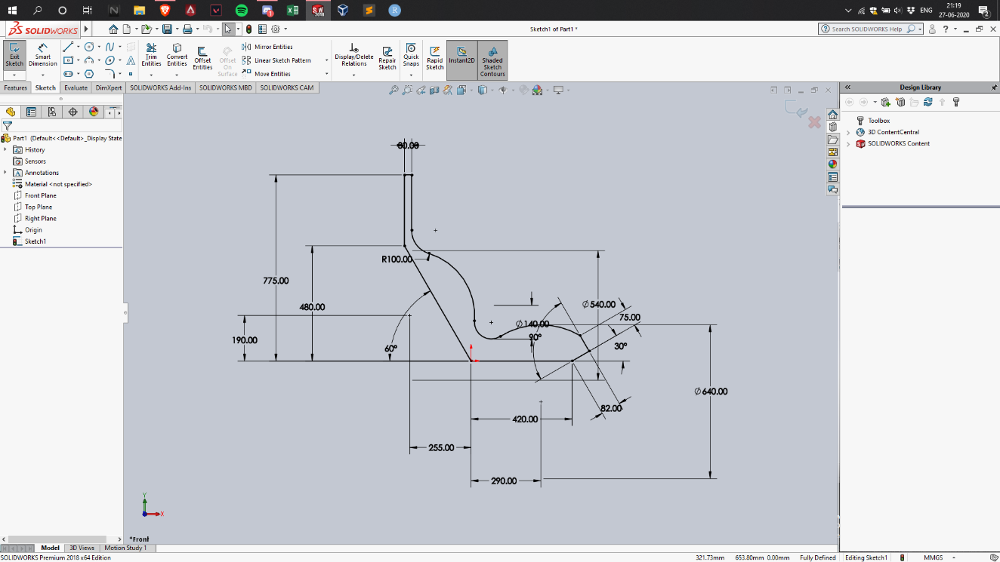 21:19
ENG
27-06-2020
2
SOLIDWORKS
Sketch1 of Part1 *
Search SOLIDWORKS Help
Exit Sketch
Smart Dimension
Trim Entities
Convert Entities
Offset Entities
Offset On Surface
Mirror Entities
Linear Sketch Pattern
Move Entities
Display/Delete Relations
Repair Sketch
Quick Snaps
Rapid Sketch
Instant2D
Shaded Sketch Contours
Features
Sketch
Evaluate
DimXpert
SOLIDWORKS Add-Ins
SOLIDWORKS MBD
SOLIDWORKS CAM
Design Library
Part1 (Default<<Default>_Display State
History
Sensors
Annotations
Material <not specified>
Front Plane
Top Plane
Right Plane
Origin
Sketch1
Toolbox
3D ContentCentral
SOLIDWORKS Content
R100.00
775.00
480.00
190.00
60°
Ø540.00
75.00
Ø140.00
90°
30°
Ø640.00
82.00
420.00
255.00
290.00
Y
X
*Front
Model
3D Views
Motion Study 1
SOLIDWORKS Premium 2018 x64 Edition
321.73mm
653.80mm
0.00mm
Fully Defined
Editing Sketch1
MMGS